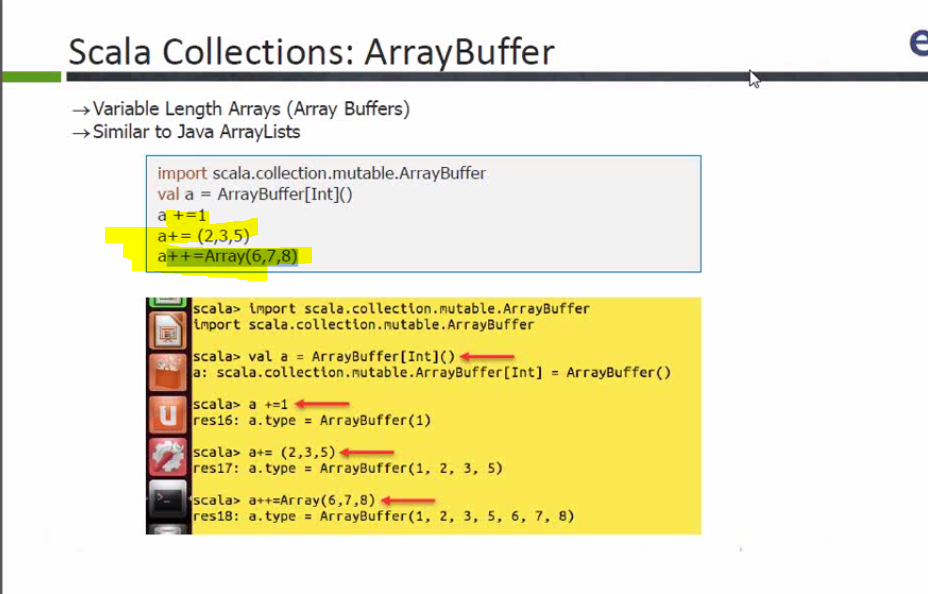 Scala Collections: ArrayBuffer
e
→Variable Length Arrays (Array Buffers)
→Similar to Java ArrayLists
import scala.collection.mutable.ArrayBuffer
val a = ArrayBuffer[Int]()
a +=1
a+= (2,3,5)
a++=Array(6,7,8)
scala> import scala.collection.mutable.ArrayBuffer
import scala.collection.mutable.ArrayBuffer
scala> val a = ArrayBuffer[Int]()
a: scala.collection.mutable.ArrayBuffer[Int] = ArrayBuffer()
scala> a +=1
res16: a.type = ArrayBuffer(1)
scala> a+= (2,3,5)
res17: a.type = ArrayBuffer(1, 2, 3, 5)
scala> a++=Array(6,7,8)
res18: a.type = ArrayBuffer(1, 2, 3, 5, 6, 7, 8)